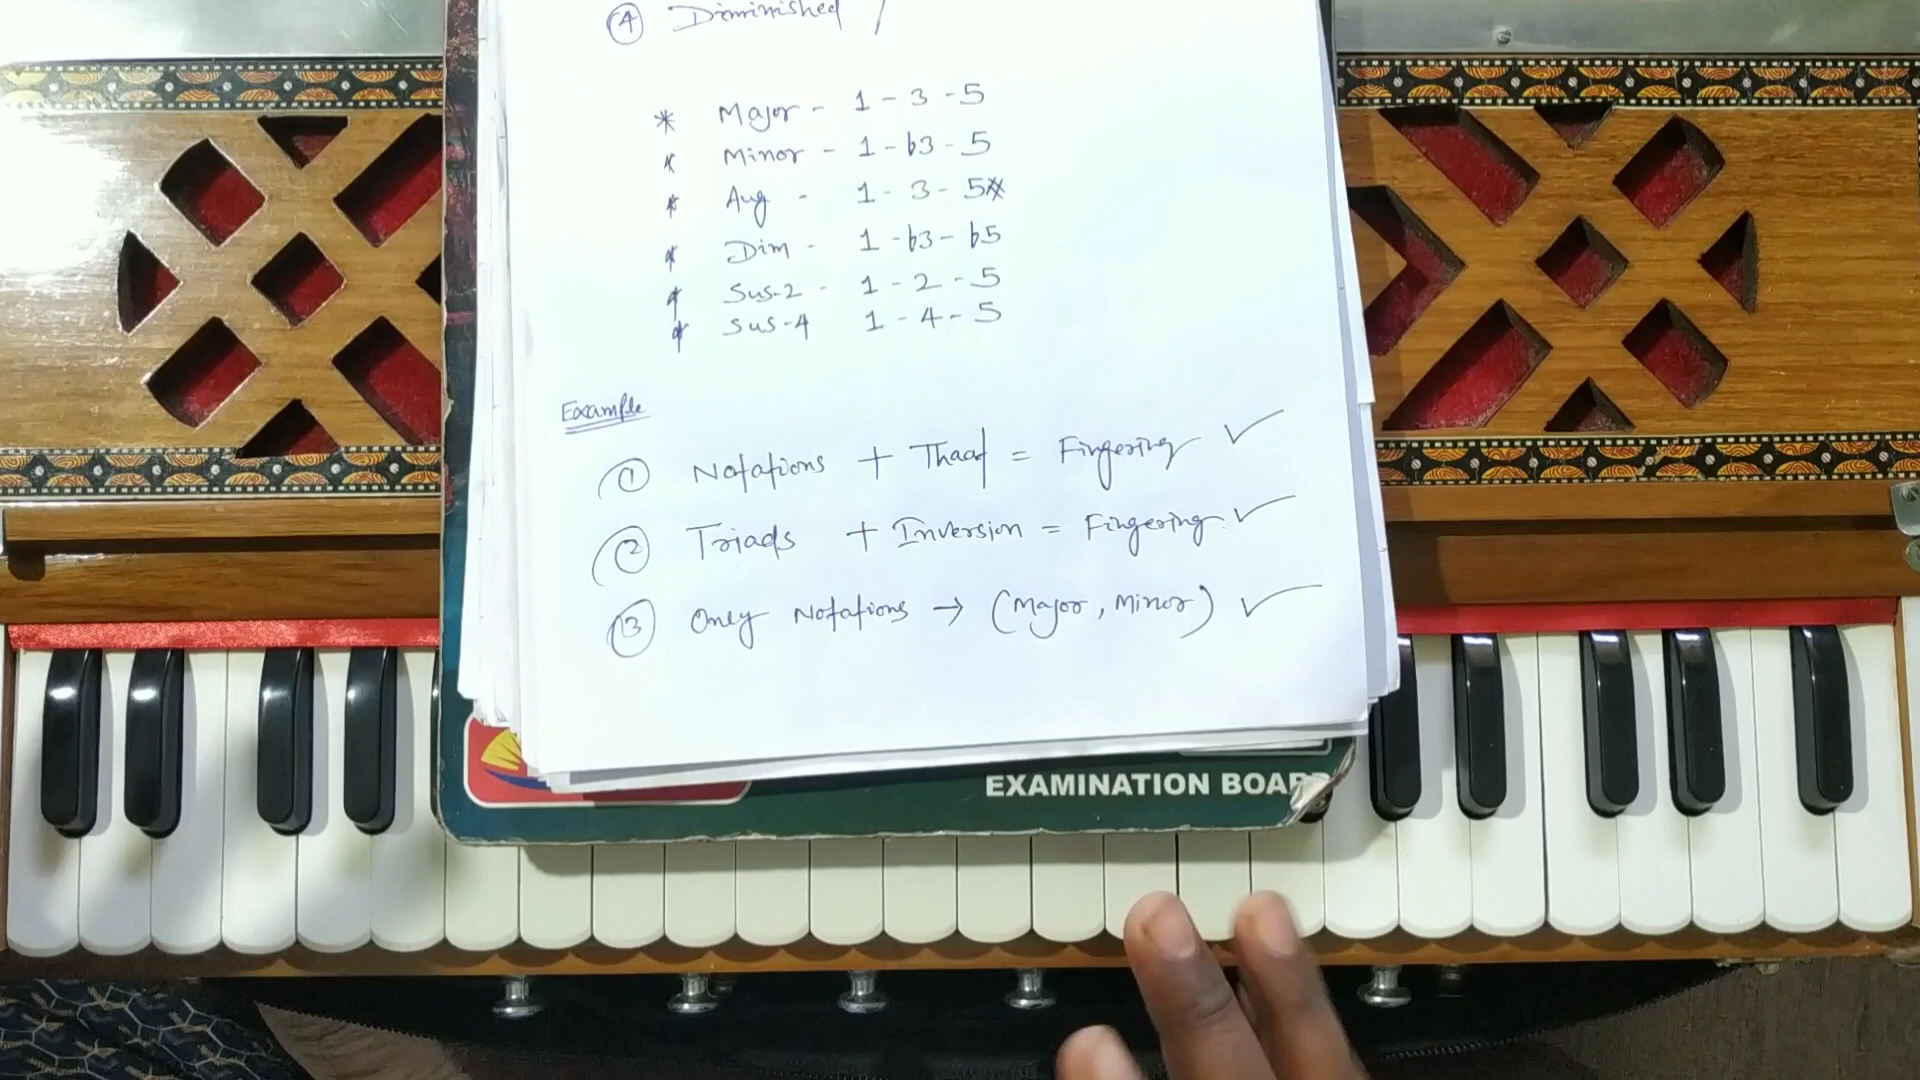 ④ Diminished /
* Major - 1 - 3 - 5
* Minor - 1 - b3 - 5
* Aug - 1 - 3 - 5#
* Dim - 1 - b3 - b5
* Sus-2 - 1 - 2 - 5
* Sus-4 1 - 4 - 5
Example
① Notations + Thaat = Fingering ✓
② Triads + Inversion = Fingering. ✓
③ Only Notations → (Major, Minor) ✓
EXAMINATION BOARD